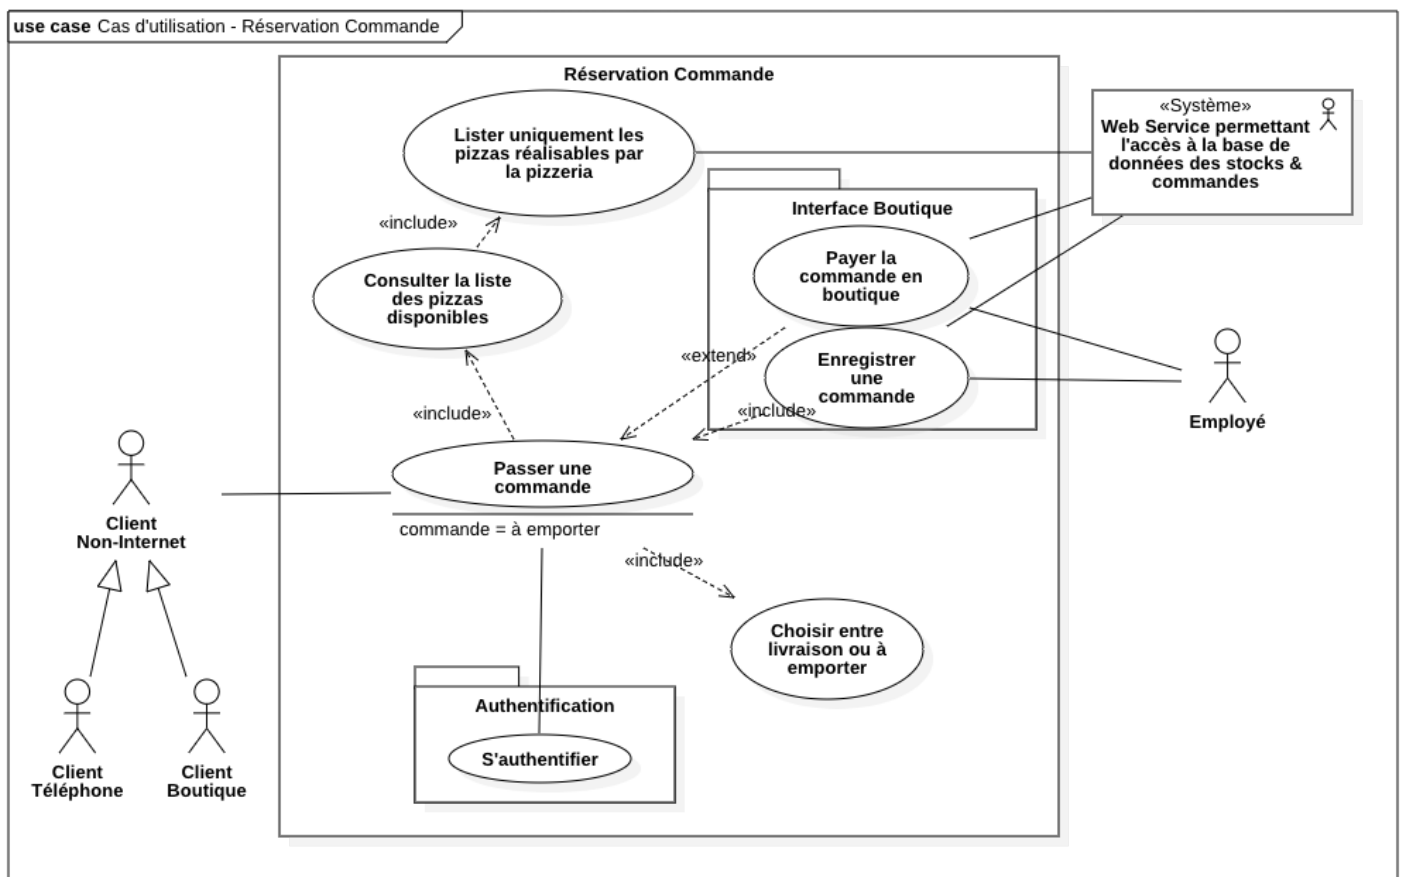 use case Cas d'utilisation - Réservation Commande
Réservation Commande
Lister uniquement les
pizzas réalisables par
la pizzeria
«Système»
Web Service permettant
l'accès à la base de
données des stocks &
commandes
«include»
Interface Boutique
Payer la
commande en
boutique
Consulter la liste
des pizzas
disponibles
«extend»
Enregistrer
une
commande
«include»
«include»
Employé
Passer une
commande
commande = à emporter
Client
Non-Internet
«include»
Choisir entre
livraison ou à
emporter
Authentification
S'authentifier
Client
Téléphone
Client
Boutique